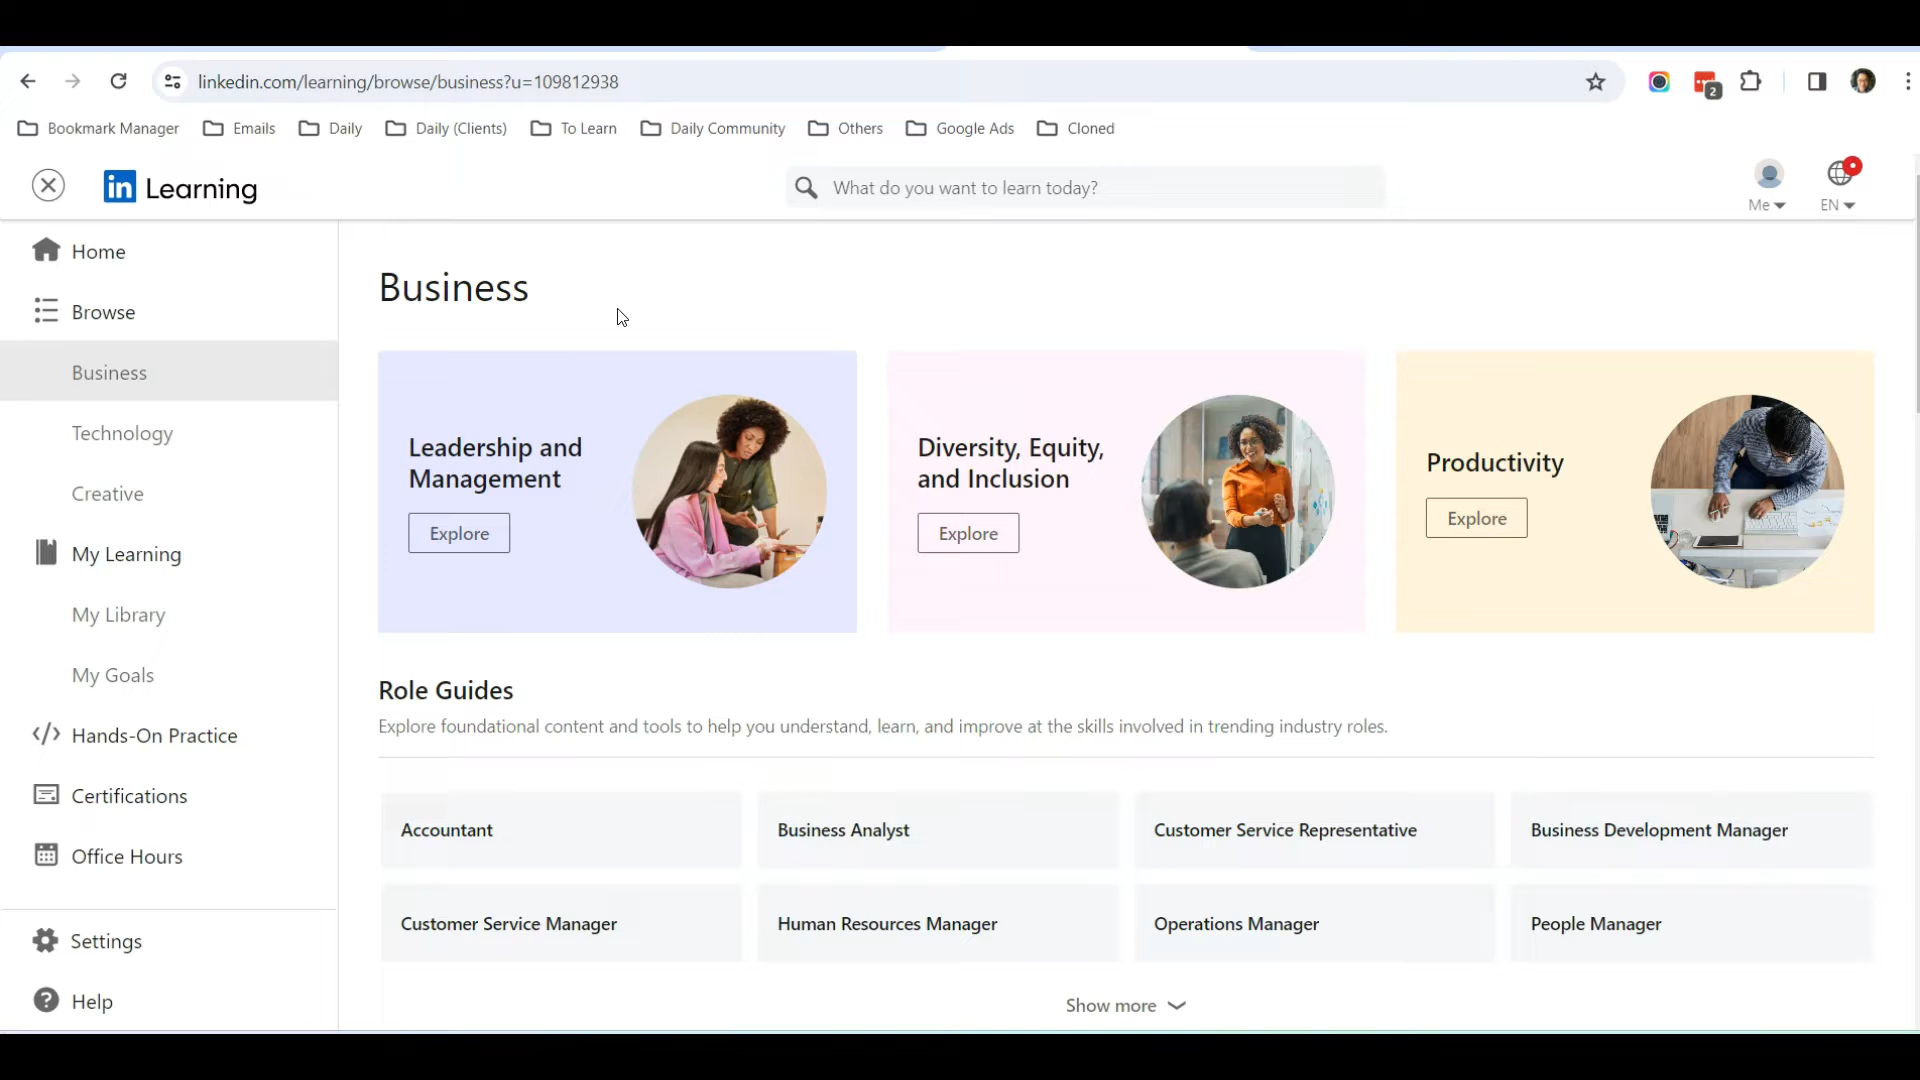 linkedin.com/learning/browse/business?u=109812938
2
Bookmark Manager Emails Daily Daily (Clients) To Learn Daily Community Others Google Ads Cloned
in Learning
What do you want to learn today?
Me
EN
Home
Browse
Business
Technology
Creative
My Learning
My Library
My Goals
Hands-On Practice
Certifications
Office Hours
Settings
Help
Business
Leadership and
Management
Explore
Diversity, Equity,
and Inclusion
Explore
Productivity
Explore
Role Guides
Explore foundational content and tools to help you understand, learn, and improve at the skills involved in trending industry roles.
Accountant
Business Analyst
Customer Service Representative
Business Development Manager
Customer Service Manager
Human Resources Manager
Operations Manager
People Manager
Show more